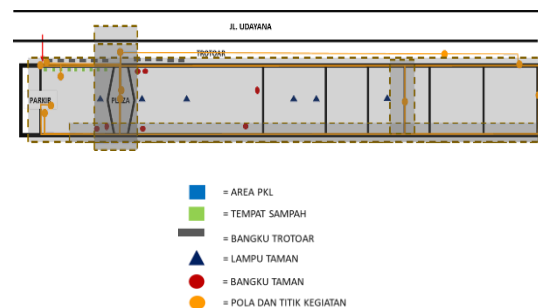 JL. UDAYANA
TROTOAR
PARKIR
PLAZA
= AREA PKL
= TEMPAT SAMPAH
= BANGKU TROTOAR
= LAMPU TAMAN
= BANGKU TAMAN
= POLA DAN TITIK KEGIATAN